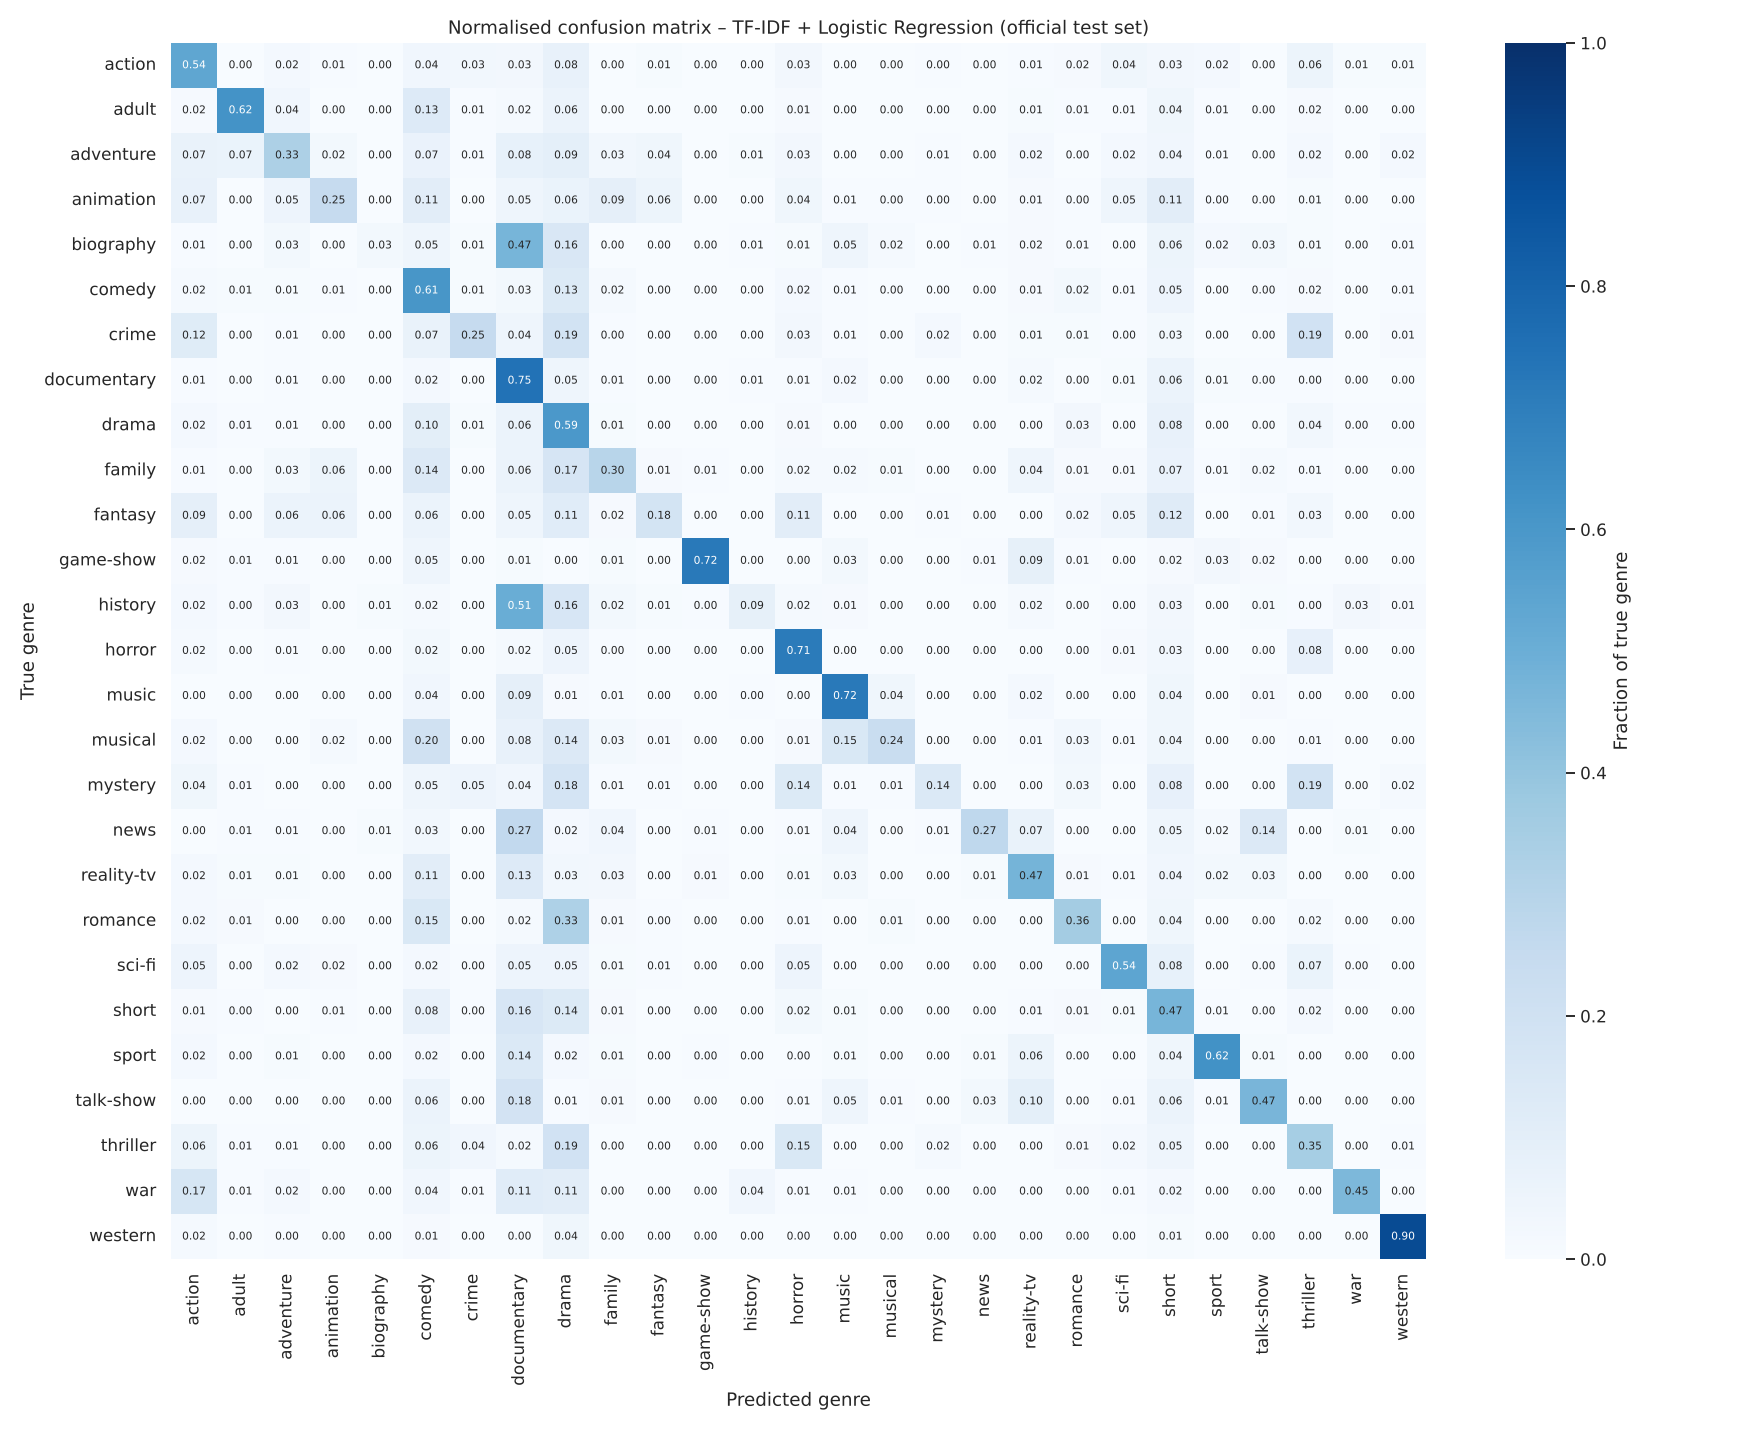 Normalised confusion matrix – TF-IDF + Logistic Regression (official test set)
action 0.54 0.00 0.02 0.01 0.00 0.04 0.03 0.03 0.08 0.00 0.01 0.00 0.00 0.03 0.00 0.00 0.00 0.00 0.01 0.02 0.04 0.03 0.02 0.00 0.06 0.01 0.01
adult 0.02 0.62 0.04 0.00 0.00 0.13 0.01 0.02 0.06 0.00 0.00 0.00 0.00 0.01 0.00 0.00 0.00 0.00 0.01 0.01 0.01 0.04 0.01 0.00 0.02 0.00 0.00
adventure 0.07 0.07 0.33 0.02 0.00 0.07 0.01 0.08 0.09 0.03 0.04 0.00 0.01 0.03 0.00 0.00 0.01 0.00 0.02 0.00 0.02 0.04 0.01 0.00 0.02 0.00 0.02
animation 0.07 0.00 0.05 0.25 0.00 0.11 0.00 0.05 0.06 0.09 0.06 0.00 0.00 0.04 0.01 0.00 0.00 0.00 0.01 0.00 0.05 0.11 0.00 0.00 0.01 0.00 0.00
biography 0.01 0.00 0.03 0.00 0.03 0.05 0.01 0.47 0.16 0.00 0.00 0.00 0.01 0.01 0.05 0.02 0.00 0.01 0.02 0.01 0.00 0.06 0.02 0.03 0.01 0.00 0.01
comedy 0.02 0.01 0.01 0.01 0.00 0.61 0.01 0.03 0.13 0.02 0.00 0.00 0.00 0.02 0.01 0.00 0.00 0.00 0.01 0.02 0.01 0.05 0.00 0.00 0.02 0.00 0.01
crime 0.12 0.00 0.01 0.00 0.00 0.07 0.25 0.04 0.19 0.00 0.00 0.00 0.00 0.03 0.01 0.00 0.02 0.00 0.01 0.01 0.00 0.03 0.00 0.00 0.19 0.00 0.01
documentary 0.01 0.00 0.01 0.00 0.00 0.02 0.00 0.75 0.05 0.01 0.00 0.00 0.01 0.01 0.02 0.00 0.00 0.00 0.02 0.00 0.01 0.06 0.01 0.00 0.00 0.00 0.00
drama 0.02 0.01 0.01 0.00 0.00 0.10 0.01 0.06 0.59 0.01 0.00 0.00 0.00 0.01 0.00 0.00 0.00 0.00 0.00 0.03 0.00 0.08 0.00 0.00 0.04 0.00 0.00
family 0.01 0.00 0.03 0.06 0.00 0.14 0.00 0.06 0.17 0.30 0.01 0.01 0.00 0.02 0.02 0.01 0.00 0.00 0.04 0.01 0.01 0.07 0.01 0.02 0.01 0.00 0.00
fantasy 0.09 0.00 0.06 0.06 0.00 0.06 0.00 0.05 0.11 0.02 0.18 0.00 0.00 0.11 0.00 0.00 0.01 0.00 0.00 0.02 0.05 0.12 0.00 0.01 0.03 0.00 0.00
game-show 0.02 0.01 0.01 0.00 0.00 0.05 0.00 0.01 0.00 0.01 0.00 0.72 0.00 0.00 0.03 0.00 0.00 0.01 0.09 0.01 0.00 0.02 0.03 0.02 0.00 0.00 0.00
history 0.02 0.00 0.03 0.00 0.01 0.02 0.00 0.51 0.16 0.02 0.01 0.00 0.09 0.02 0.01 0.00 0.00 0.00 0.02 0.00 0.00 0.03 0.00 0.01 0.00 0.03 0.01
horror 0.02 0.00 0.01 0.00 0.00 0.02 0.00 0.02 0.05 0.00 0.00 0.00 0.00 0.71 0.00 0.00 0.00 0.00 0.00 0.00 0.01 0.03 0.00 0.00 0.08 0.00 0.00
music 0.00 0.00 0.00 0.00 0.00 0.04 0.00 0.09 0.01 0.01 0.00 0.00 0.00 0.00 0.72 0.04 0.00 0.00 0.02 0.00 0.00 0.04 0.00 0.01 0.00 0.00 0.00
musical 0.02 0.00 0.00 0.02 0.00 0.20 0.00 0.08 0.14 0.03 0.01 0.00 0.00 0.01 0.15 0.24 0.00 0.00 0.01 0.03 0.01 0.04 0.00 0.00 0.01 0.00 0.00
mystery 0.04 0.01 0.00 0.00 0.00 0.05 0.05 0.04 0.18 0.01 0.01 0.00 0.00 0.14 0.01 0.01 0.14 0.00 0.00 0.03 0.00 0.08 0.00 0.00 0.19 0.00 0.02
news 0.00 0.01 0.01 0.00 0.01 0.03 0.00 0.27 0.02 0.04 0.00 0.01 0.00 0.01 0.04 0.00 0.01 0.27 0.07 0.00 0.00 0.05 0.02 0.14 0.00 0.01 0.00
reality-tv 0.02 0.01 0.01 0.00 0.00 0.11 0.00 0.13 0.03 0.03 0.00 0.01 0.00 0.01 0.03 0.00 0.00 0.01 0.47 0.01 0.01 0.04 0.02 0.03 0.00 0.00 0.00
romance 0.02 0.01 0.00 0.00 0.00 0.15 0.00 0.02 0.33 0.01 0.00 0.00 0.00 0.01 0.00 0.01 0.00 0.00 0.00 0.36 0.00 0.04 0.00 0.00 0.02 0.00 0.00
sci-fi 0.05 0.00 0.02 0.02 0.00 0.02 0.00 0.05 0.05 0.01 0.01 0.00 0.00 0.05 0.00 0.00 0.00 0.00 0.00 0.00 0.54 0.08 0.00 0.00 0.07 0.00 0.00
short 0.01 0.00 0.00 0.01 0.00 0.08 0.00 0.16 0.14 0.01 0.00 0.00 0.00 0.02 0.01 0.00 0.00 0.00 0.01 0.01 0.01 0.47 0.01 0.00 0.02 0.00 0.00
sport 0.02 0.00 0.01 0.00 0.00 0.02 0.00 0.14 0.02 0.01 0.00 0.00 0.00 0.00 0.01 0.00 0.00 0.01 0.06 0.00 0.00 0.04 0.62 0.01 0.00 0.00 0.00
talk-show 0.00 0.00 0.00 0.00 0.00 0.06 0.00 0.18 0.01 0.01 0.00 0.00 0.00 0.01 0.05 0.01 0.00 0.03 0.10 0.00 0.01 0.06 0.01 0.47 0.00 0.00 0.00
thriller 0.06 0.01 0.01 0.00 0.00 0.06 0.04 0.02 0.19 0.00 0.00 0.00 0.00 0.15 0.00 0.00 0.02 0.00 0.00 0.01 0.02 0.05 0.00 0.00 0.35 0.00 0.01
war 0.17 0.01 0.02 0.00 0.00 0.04 0.01 0.11 0.11 0.00 0.00 0.00 0.04 0.01 0.01 0.00 0.00 0.00 0.00 0.00 0.01 0.02 0.00 0.00 0.00 0.45 0.00
western 0.02 0.00 0.00 0.00 0.00 0.01 0.00 0.00 0.04 0.00 0.00 0.00 0.00 0.00 0.00 0.00 0.00 0.00 0.00 0.00 0.00 0.01 0.00 0.00 0.00 0.00 0.90
True genre
action adult adventure animation biography comedy crime documentary drama family fantasy game-show history horror music musical mystery news reality-tv romance sci-fi short sport talk-show thriller war western
Predicted genre
1.0
0.8
0.6
0.4
0.2
0.0
Fraction of true genre